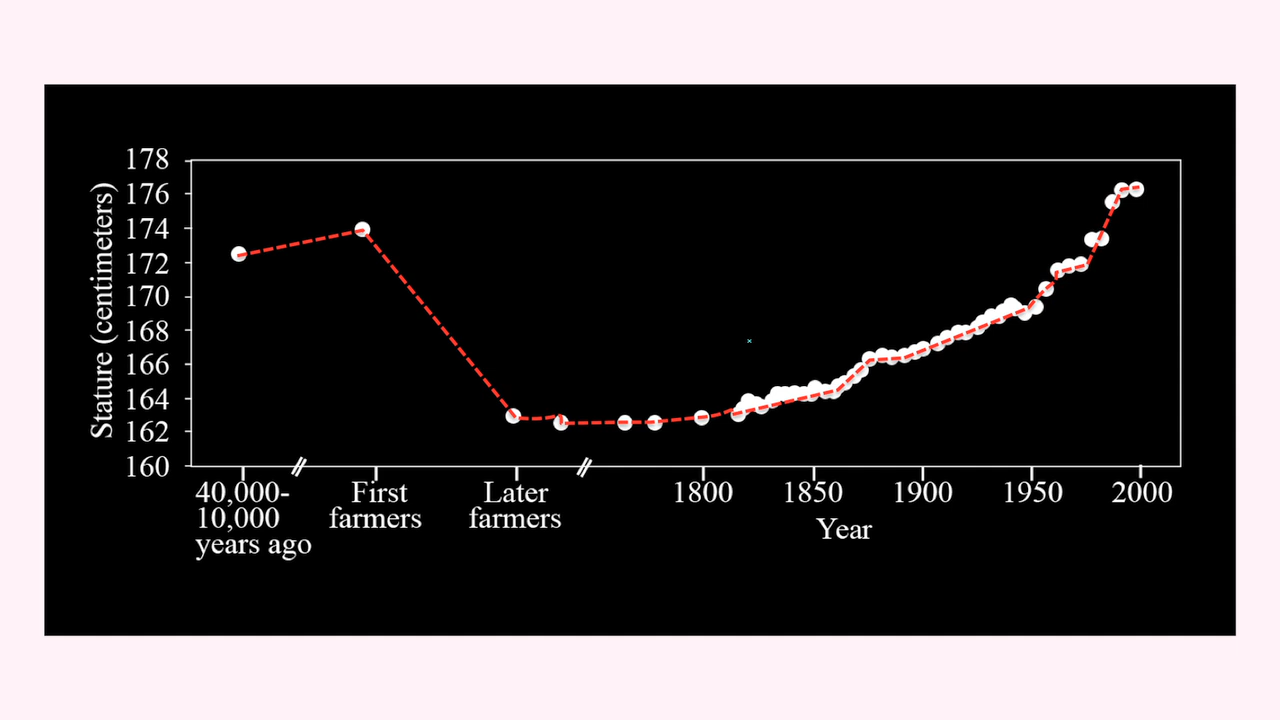 Stature (centimeters)
178
176
174
172
170
168
166
164
162
160
40,000-
10,000
years ago
First
farmers
Later
farmers
1800
1850
1900
1950
2000
Year